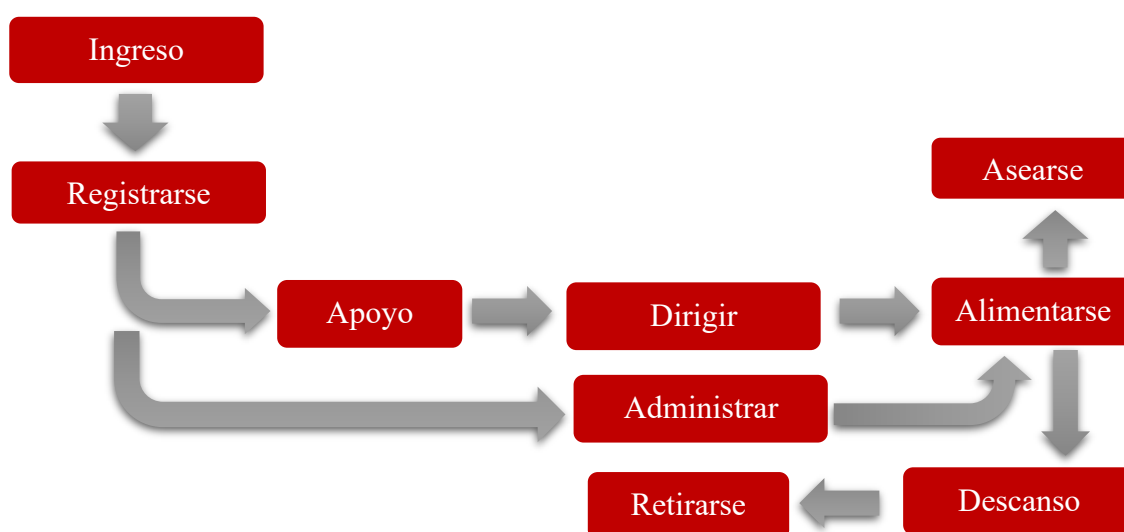 Ingreso
Registrarse
Asearse
Apoyo
Dirigir
Alimentarse
Administrar
Retirarse
Descanso